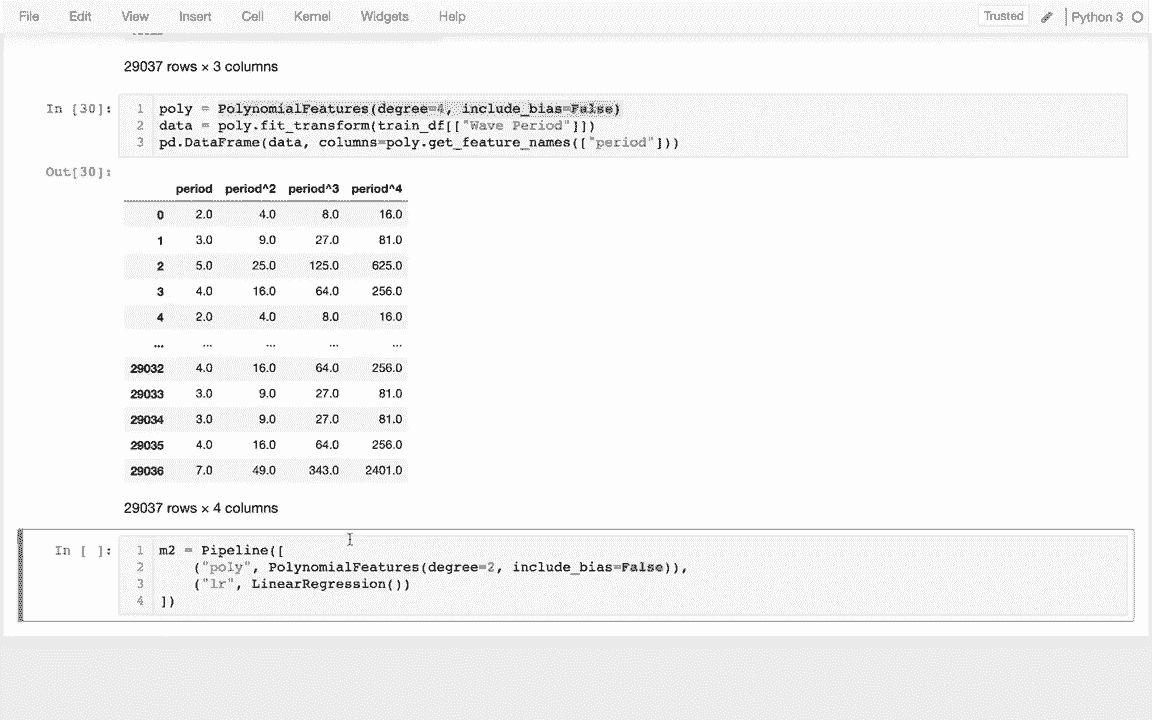 File Edit View Insert Cell Kernel Widgets Help Trusted Python 3
29037 rows × 3 columns
In [30]: 1 poly = PolynomialFeatures(degree=4, include_bias=False)
2 data = poly.fit_transform(train_df[["Wave Period"]])
3 pd.DataFrame(data, columns=poly.get_feature_names(["period"]))
Out[30]:
period period^2 period^3 period^4
0 2.0 4.0 8.0 16.0
1 3.0 9.0 27.0 81.0
2 5.0 25.0 125.0 625.0
3 4.0 16.0 64.0 256.0
4 2.0 4.0 8.0 16.0
... ... ... ... ...
29032 4.0 16.0 64.0 256.0
29033 3.0 9.0 27.0 81.0
29034 3.0 9.0 27.0 81.0
29035 4.0 16.0 64.0 256.0
29036 7.0 49.0 343.0 2401.0
29037 rows × 4 columns
In [ ]: 1 m2 = Pipeline([
2 ("poly", PolynomialFeatures(degree=2, include_bias=False)),
3 ("lr", LinearRegression())
4 ])